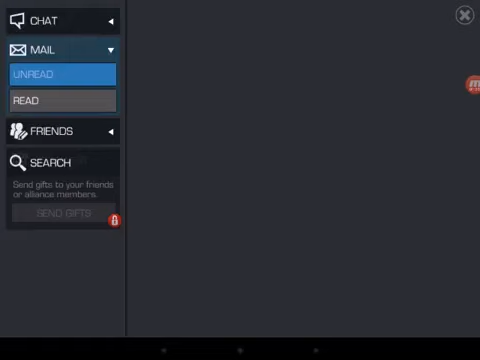 CHAT
MAIL
UNREAD
READ
FRIENDS
SEARCH
Send gifts to your friends
or alliance members.
SEND GIFTS